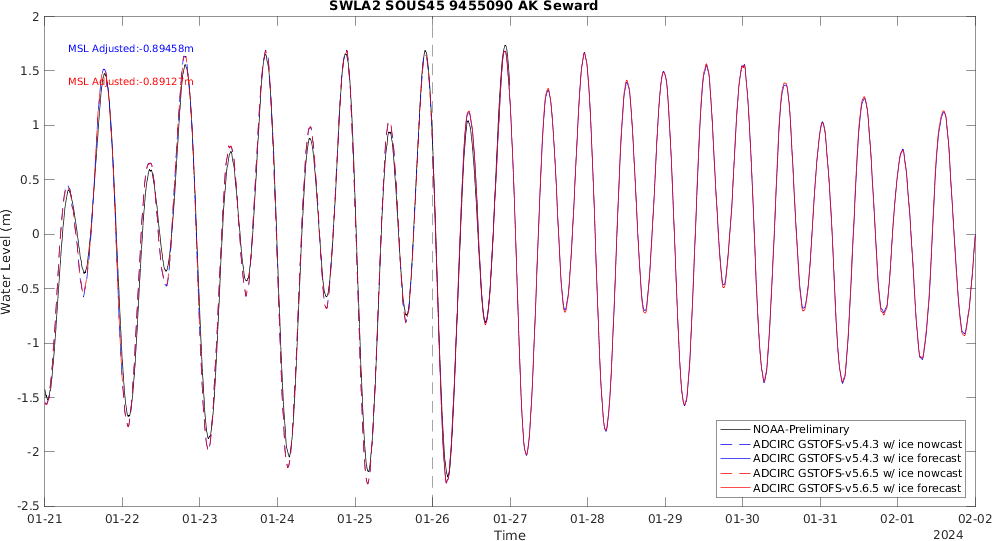 SWLA2 SOUS45 9455090 AK Seward
MSL Adjusted:-0.89458m
MSL Adjusted:-0.89127m
Water Level (m)
2
1.5
1
0.5
0
-0.5
-1
-1.5
-2
-2.5
NOAA-Preliminary
ADCIRC GSTOFS-v5.4.3 w/ ice nowcast
ADCIRC GSTOFS-v5.4.3 w/ ice forecast
ADCIRC GSTOFS-v5.6.5 w/ ice nowcast
ADCIRC GSTOFS-v5.6.5 w/ ice forecast
01-21 01-22 01-23 01-24 01-25 01-26 01-27 01-28 01-29 01-30 01-31 02-01 02-02
Time
2024